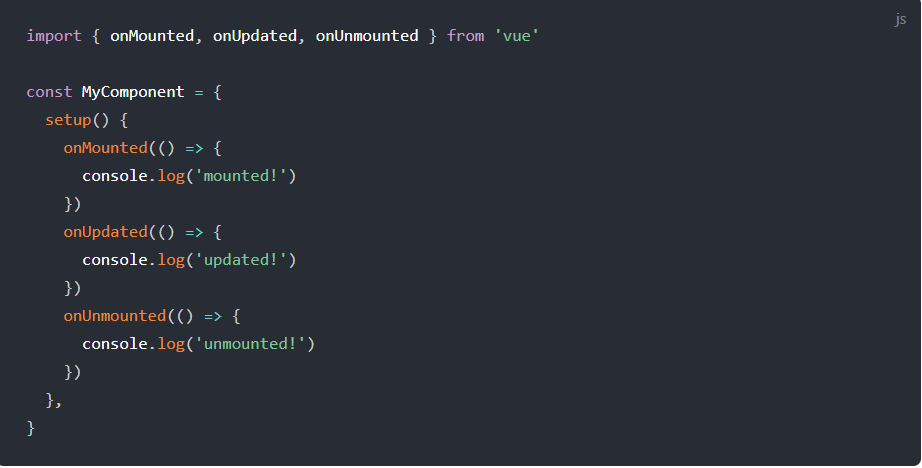 js
import { onMounted, onUpdated, onUnmounted } from 'vue'

const MyComponent = {
  setup() {
    onMounted(() => {
      console.log('mounted!')
    })
    onUpdated(() => {
      console.log('updated!')
    })
    onUnmounted(() => {
      console.log('unmounted!')
    })
  },
}